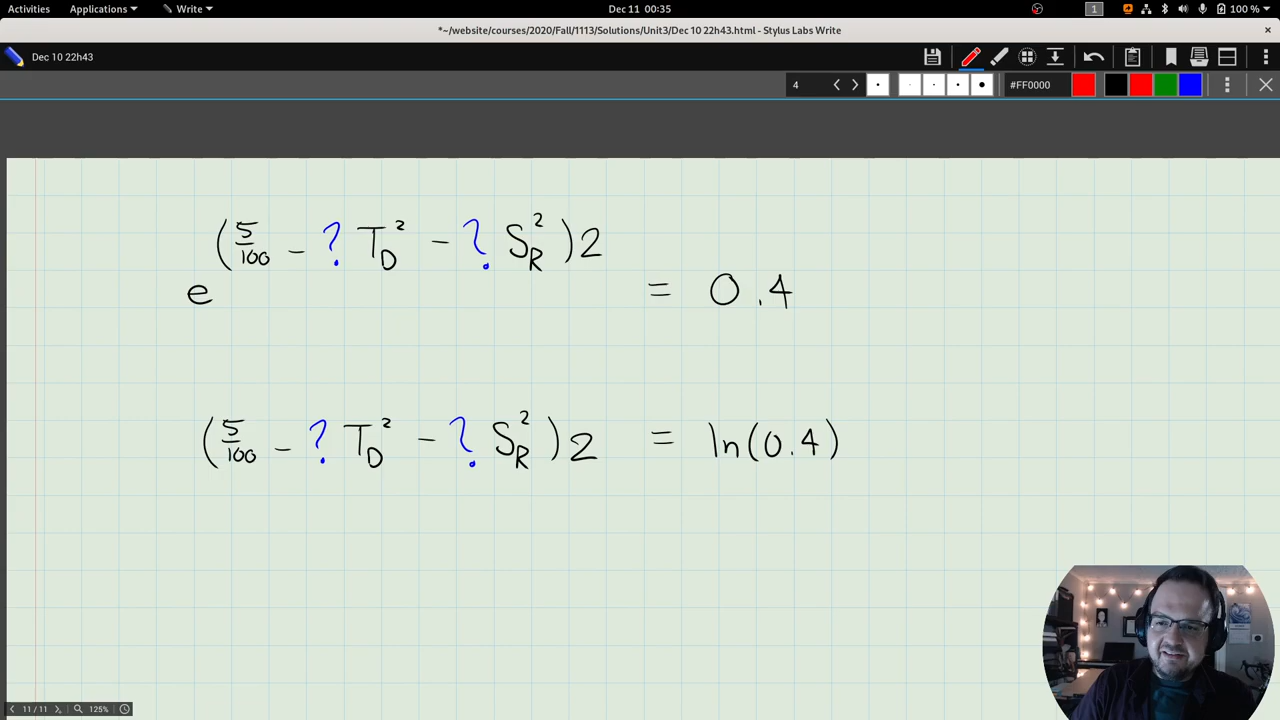 Activities Applications Write Dec 11 00:35 1 100 %
*~/website/courses/2020/Fall/1113/Solutions/Unit3/Dec 10 22h43.html - Stylus Labs Write ×
Dec 10 22h43
4 #FF0000
e^(5/100 - ? T_D^2 - ? S_R^2)2 = 0.4
(5/100 - ? T_D^2 - ? S_R^2)2 = ln(0.4)
11 / 11 125%